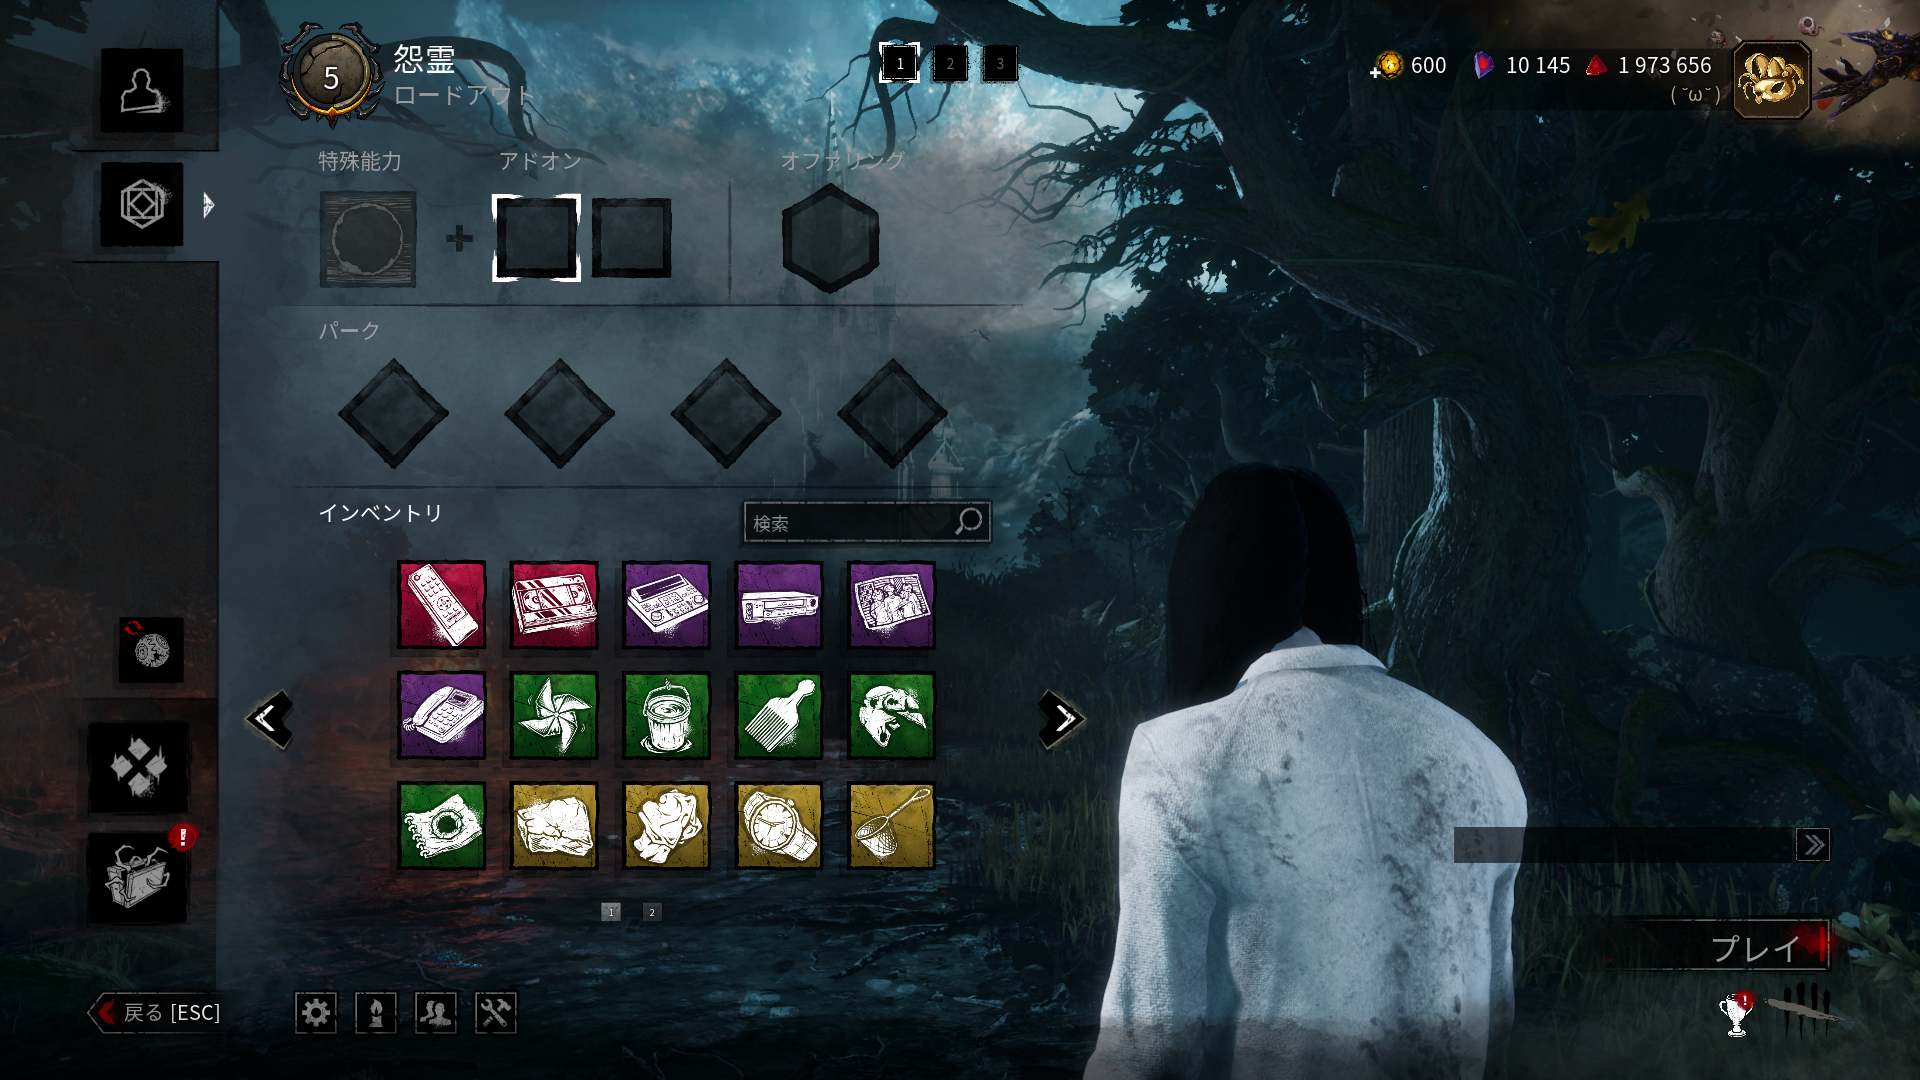 5
怨霊
ロードアウト
1 2 3
600 10 145 1 973 656
( ˘ω˘ )
特殊能力
アドオン
オファリング
パーク
インベントリ
検索
1 2
プレイ
戻る [ESC]